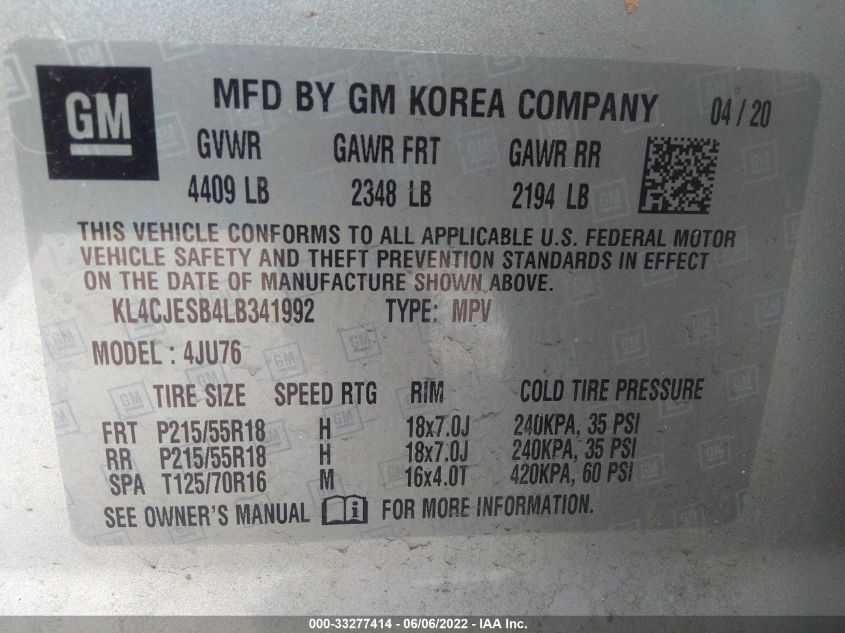 GM
MFD BY GM KOREA COMPANY 04 / 20
GVWR GAWR FRT GAWR RR
4409 LB 2348 LB 2194 LB
THIS VEHICLE CONFORMS TO ALL APPLICABLE U.S. FEDERAL MOTOR
VEHICLE SAFETY AND THEFT PREVENTION STANDARDS IN EFFECT
ON THE DATE OF MANUFACTURE SHOWN ABOVE.
KL4CJESB4LB341992 TYPE: MPV
MODEL : 4JU76
TIRE SIZE SPEED RTG RIM COLD TIRE PRESSURE
FRT P215/55R18 H 18x7.0J 240KPA, 35 PSI
RR P215/55R18 H 18x7.0J 240KPA, 35 PSI
SPA T125/70R16 M 16x4.0T 420KPA, 60 PSI
SEE OWNER'S MANUAL i FOR MORE INFORMATION.
000-33277414 - 06/06/2022 - IAA Inc.